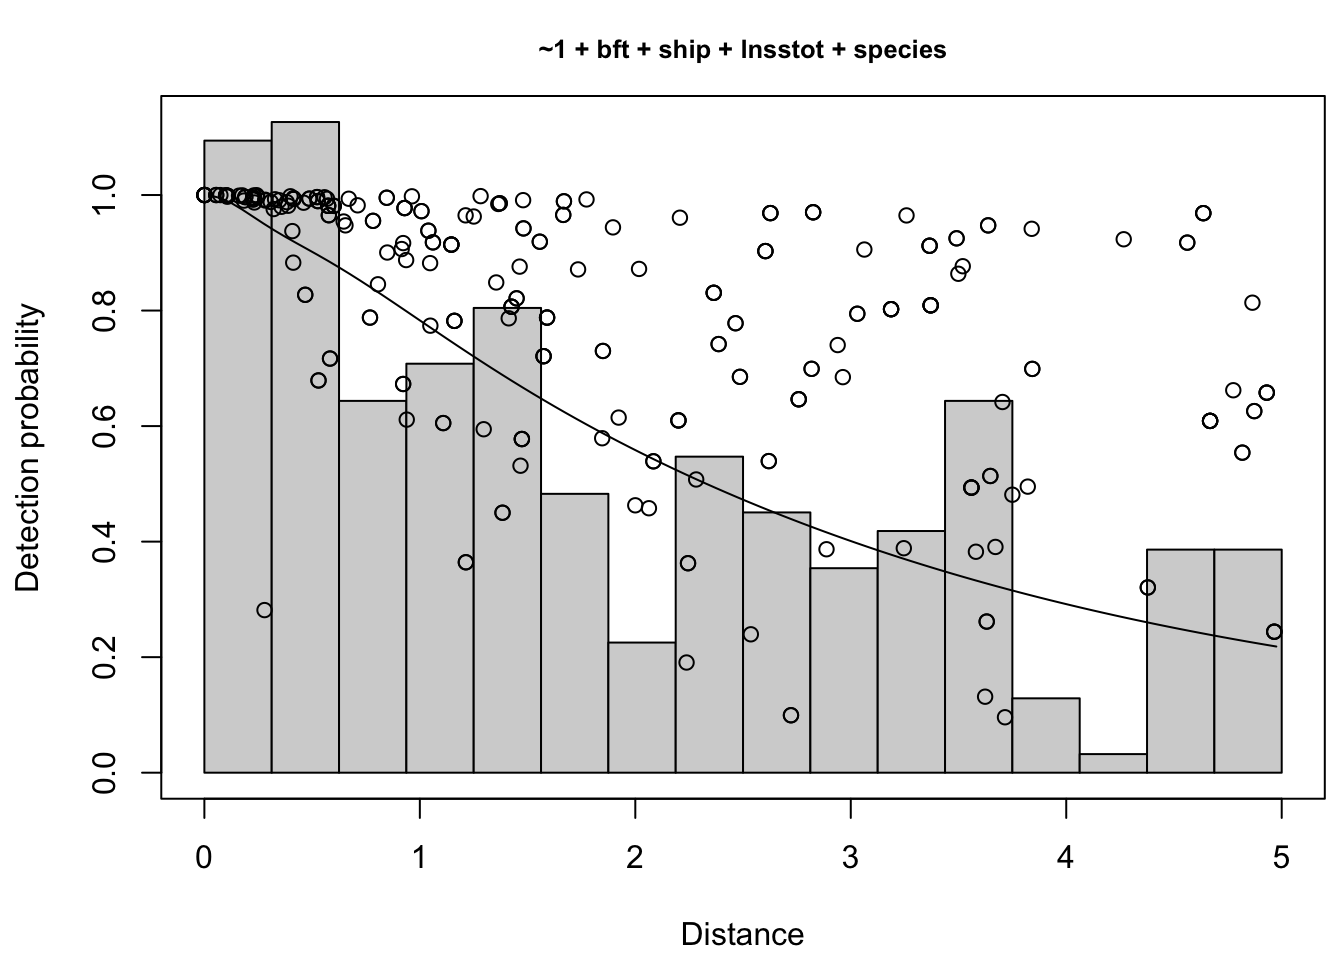 ~1 + bft + ship + lnsstot + species
Detection probability
1.0
0.8
0.6
0.4
0.2
0.0
0 1 2 3 4 5
Distance